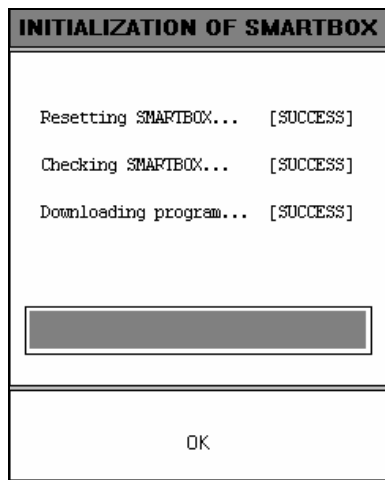 INITIALIZATION OF SMARTBOX
Resetting SMARTBOX... [SUCCESS]
Checking SMARTBOX... [SUCCESS]
Downloading program... [SUCCESS]
OK